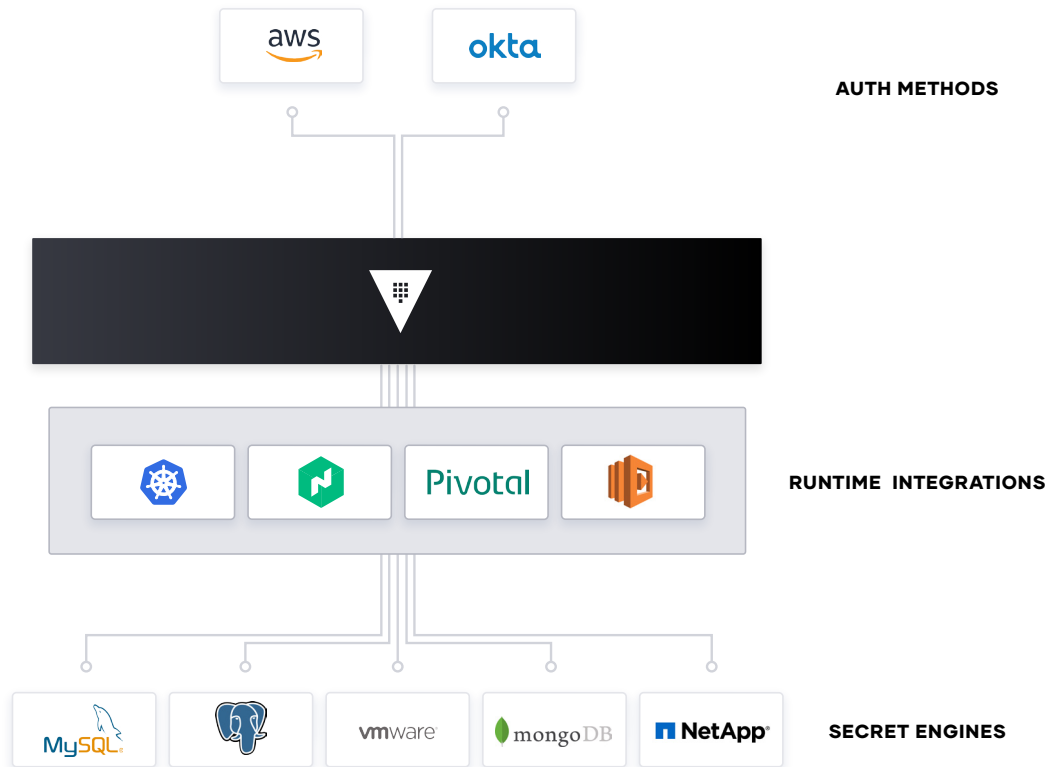 aws
okta
AUTH METHODS
Pivotal
RUNTIME INTEGRATIONS
MySQL®
vmware®
mongoDB
NetApp®
SECRET ENGINES